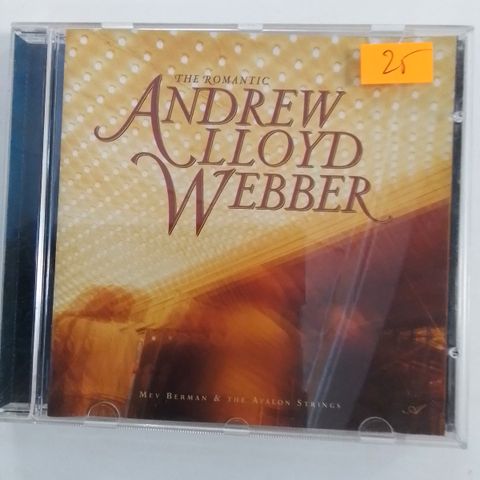 25
THE ROMANTIC
ANDREW
LLOYD
WEBBER
MEV BERMAN & THE AVALON STRINGS
A